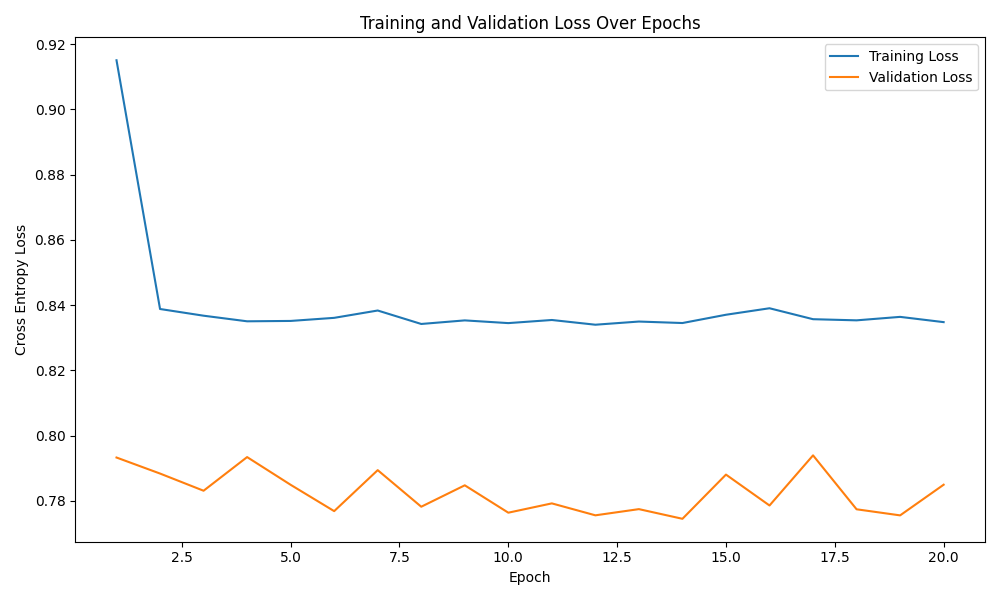 Training and Validation Loss Over Epochs
Training Loss
Validation Loss
Cross Entropy Loss
0.92
0.90
0.88
0.86
0.84
0.82
0.80
0.78
2.5 5.0 7.5 10.0 12.5 15.0 17.5 20.0
Epoch